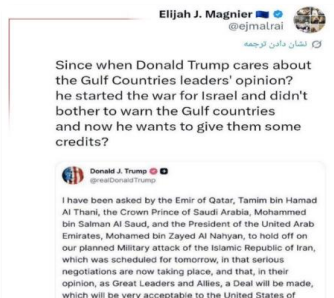 Elijah J. Magnier
@ejmalrai
نشان دادن ترجمه
Since when Donald Trump cares about
the Gulf Countries leaders' opinion?
he started the war for Israel and didn't
bother to warn the Gulf countries
and now he wants to give them some
credits?
Donald J. Trump
@realDonaldTrump
I have been asked by the Emir of Qatar, Tamim bin Hamad
Al Thani, the Crown Prince of Saudi Arabia, Mohammed
bin Salman Al Saud, and the President of the United Arab
Emirates, Mohamed bin Zayed Al Nahyan, to hold off on
our planned Military attack of the Islamic Republic of Iran,
which was scheduled for tomorrow, in that serious
negotiations are now taking place, and that, in their
opinion, as Great Leaders and Allies, a Deal will be made,
which will be very acceptable to the United States of